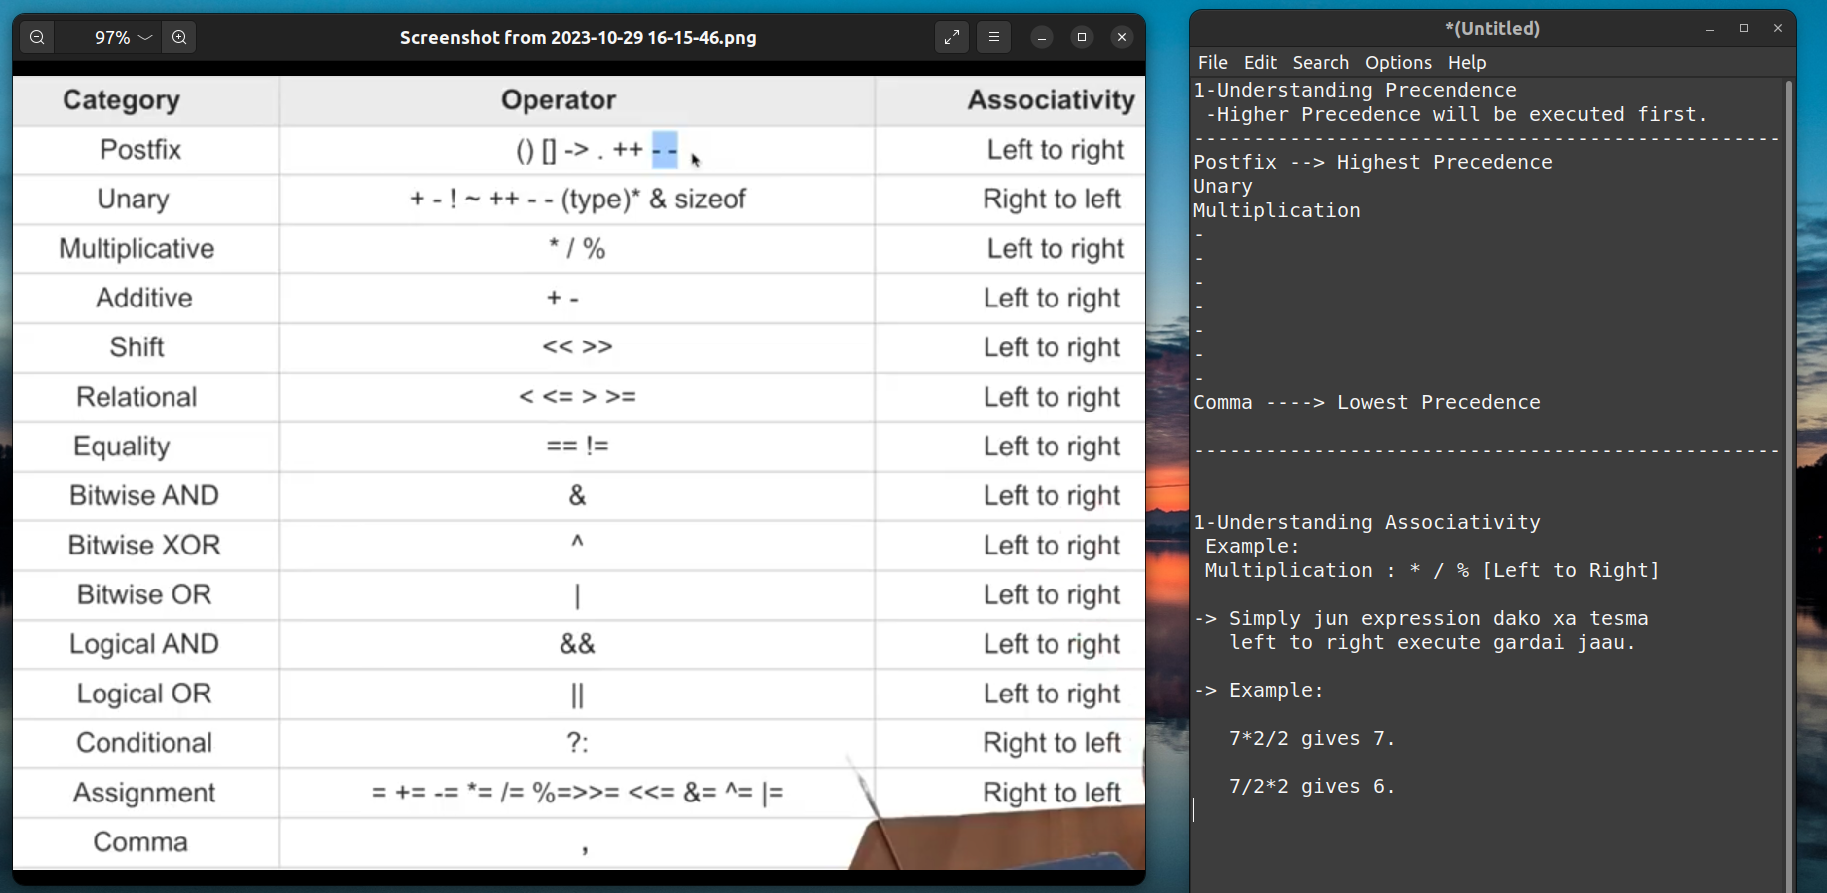 97%
Screenshot from 2023-10-29 16-15-46.png
Category Operator Associativity
Postfix () [] -> . ++ - - Left to right
Unary + - ! ~ ++ - - (type)* & sizeof Right to left
Multiplicative * / % Left to right
Additive + - Left to right
Shift << >> Left to right
Relational < <= > >= Left to right
Equality == != Left to right
Bitwise AND & Left to right
Bitwise XOR ^ Left to right
Bitwise OR | Left to right
Logical AND && Left to right
Logical OR || Left to right
Conditional ?: Right to left
Assignment = += -= *= /= %=>>= <<= &= ^= |= Right to left
Comma ,
*(Untitled)
File Edit Search Options Help
1-Understanding Precendence
-Higher Precedence will be executed first.
-------------------------------------------------
Postfix --> Highest Precedence
Unary
Multiplication
-
-
-
-
-
-
-
Comma ----> Lowest Precedence
-------------------------------------------------
1-Understanding Associativity
Example:
Multiplication : * / % [Left to Right]
-> Simply jun expression dako xa tesma
left to right execute gardai jaau.
-> Example:
7*2/2 gives 7.
7/2*2 gives 6.